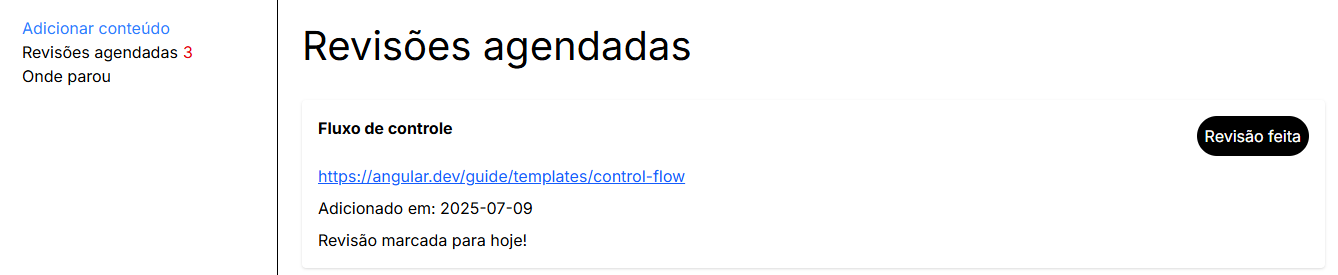 Adicionar conteúdo
Revisões agendadas 3
Onde parou
Revisões agendadas
Fluxo de controle
Revisão feita
https://angular.dev/guide/templates/control-flow
Adicionado em: 2025-07-09
Revisão marcada para hoje!